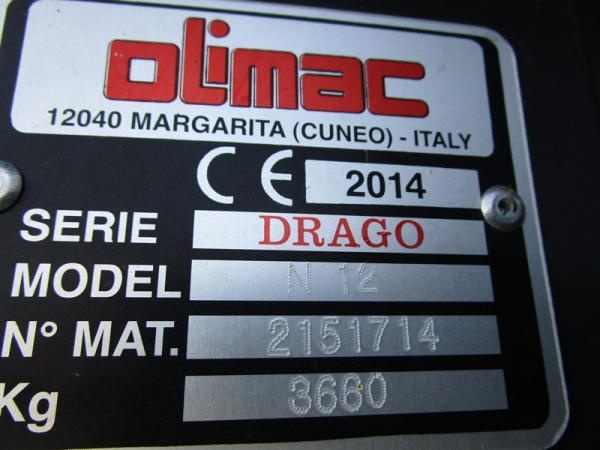 olimac
12040 MARGARITA (CUNEO) - ITALY
CE 2014
SERIE DRAGO
MODEL N 12
N° MAT. 2151714
Kg 3660